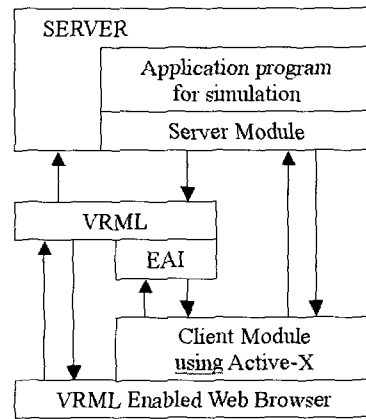 SERVER
Application program
for simulation
Server Module
VRML
EAI
Client Module
using Active-X
VRML Enabled Web Browser